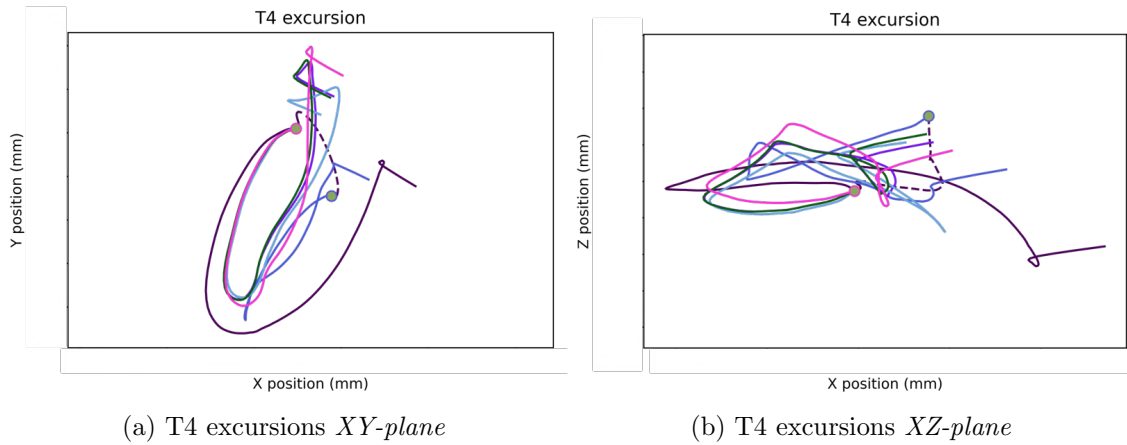 T4 excursion
Y position (mm)
X position (mm)
(a) T4 excursions XY-plane
T4 excursion
Z position (mm)
X position (mm)
(b) T4 excursions XZ-plane